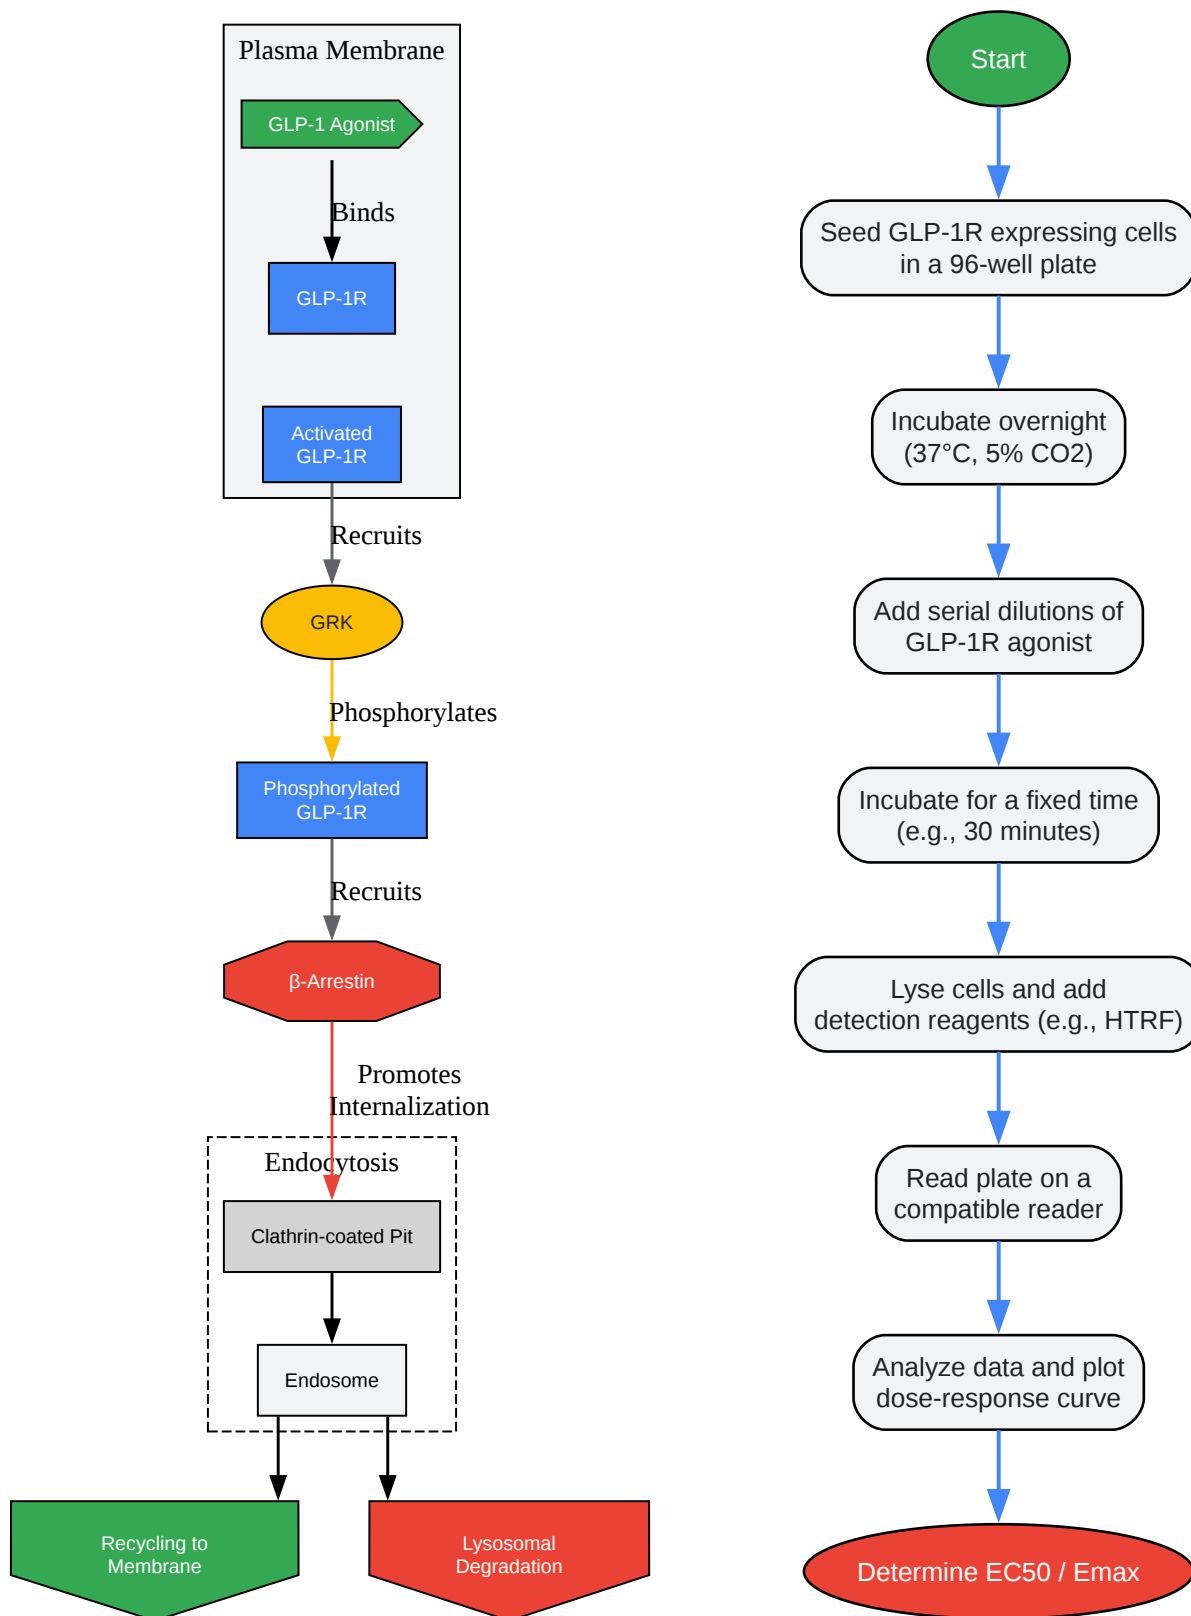 Plasma Membrane
GLP-1 Agonist
Binds
GLP-1R
Activated
GLP-1R
Recruits
GRK
Phosphorylates
Phosphorylated
GLP-1R
Recruits
β-Arrestin
Promotes
Internalization
Endocytosis
Clathrin-coated Pit
Endosome
Recycling to
Membrane
Lysosomal
Degradation
Start
Seed GLP-1R expressing cells
in a 96-well plate
Incubate overnight
(37°C, 5% CO2)
Add serial dilutions of
GLP-1R agonist
Incubate for a fixed time
(e.g., 30 minutes)
Lyse cells and add
detection reagents (e.g., HTRF)
Read plate on a
compatible reader
Analyze data and plot
dose-response curve
Determine EC50 / Emax